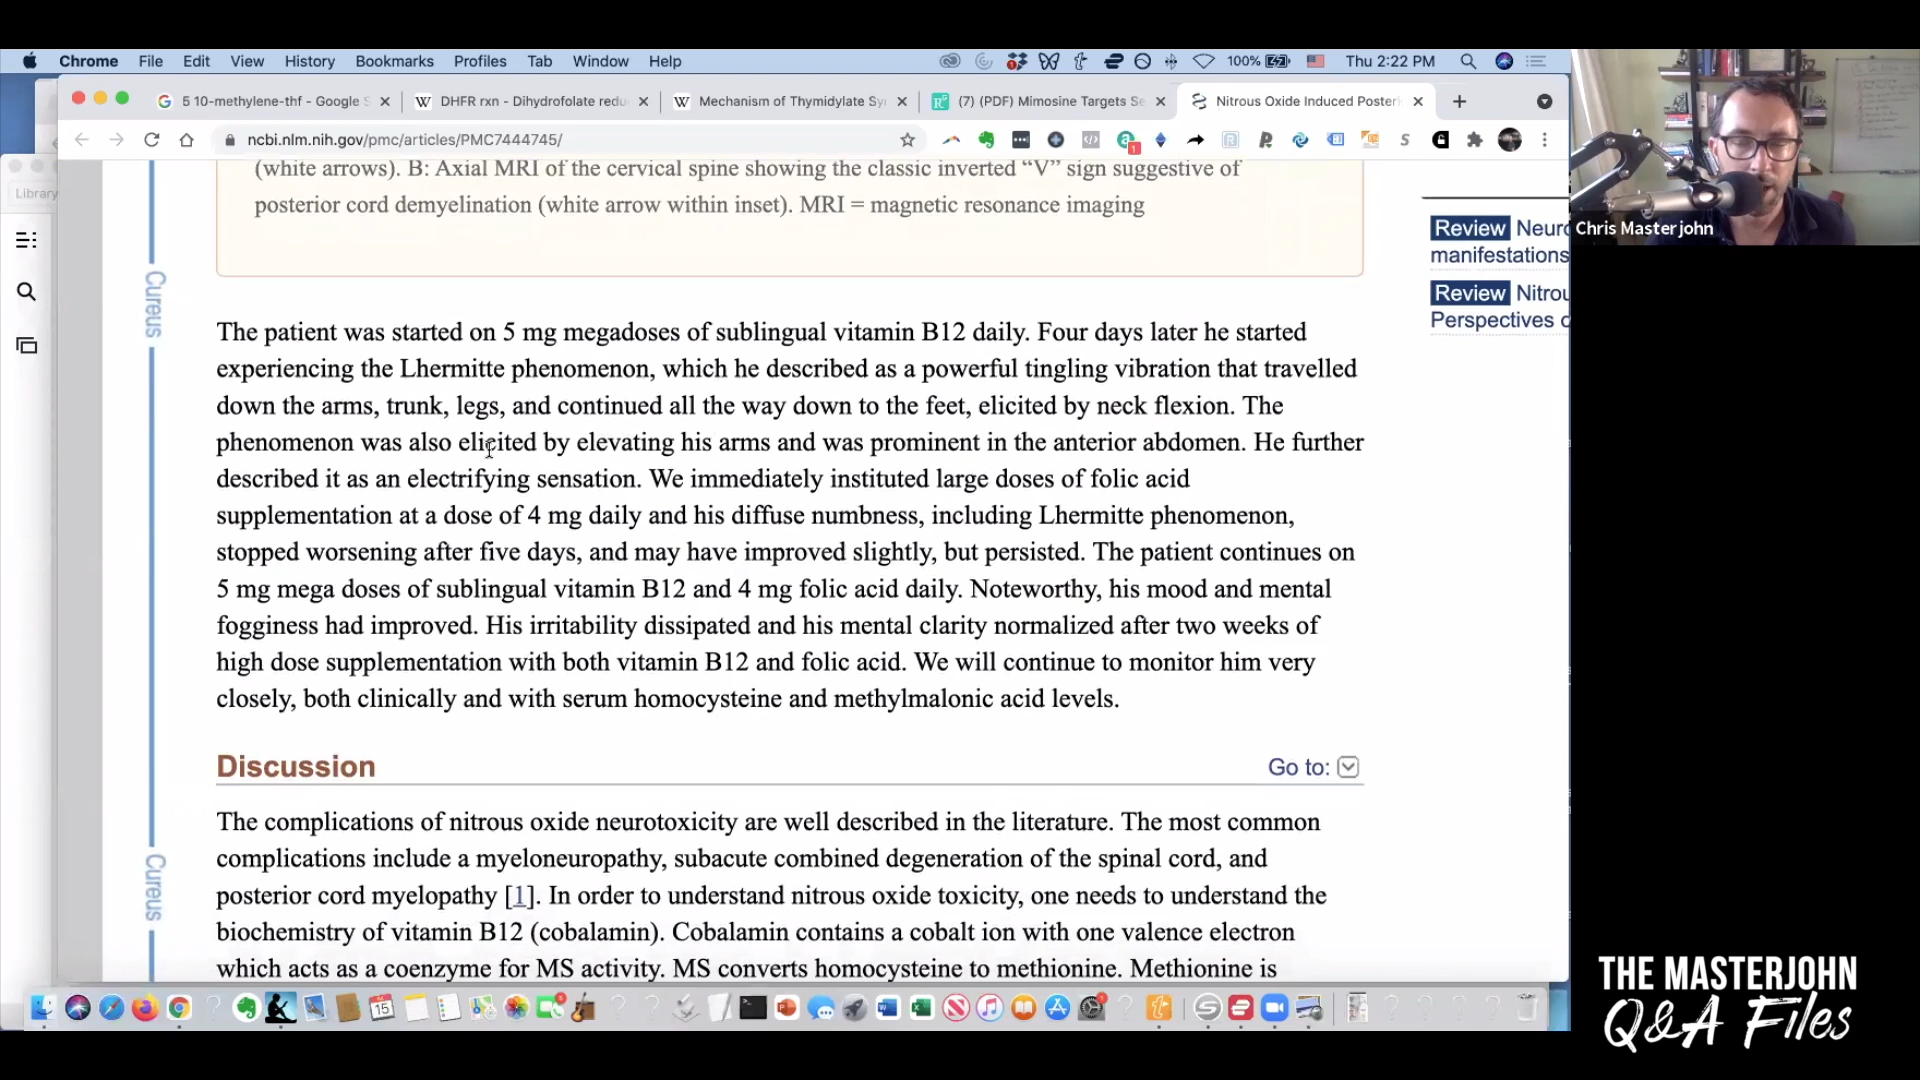 Chrome File Edit View History Bookmarks Profiles Tab Window Help 100% Thu 2:22 PM
5 10-methylene-thf - Google S
DHFR rxn - Dihydrofolate redu
Mechanism of Thymidylate Sy
(7) (PDF) Mimosine Targets Se
Nitrous Oxide Induced Poster
ncbi.nlm.nih.gov/pmc/articles/PMC7444745/
Library
(white arrows). B: Axial MRI of the cervical spine showing the classic inverted “V” sign suggestive of
posterior cord demyelination (white arrow within inset). MRI = magnetic resonance imaging
Cureus
The patient was started on 5 mg megadoses of sublingual vitamin B12 daily. Four days later he started
experiencing the Lhermitte phenomenon, which he described as a powerful tingling vibration that travelled
down the arms, trunk, legs, and continued all the way down to the feet, elicited by neck flexion. The
phenomenon was also elicited by elevating his arms and was prominent in the anterior abdomen. He further
described it as an electrifying sensation. We immediately instituted large doses of folic acid
supplementation at a dose of 4 mg daily and his diffuse numbness, including Lhermitte phenomenon,
stopped worsening after five days, and may have improved slightly, but persisted. The patient continues on
5 mg mega doses of sublingual vitamin B12 and 4 mg folic acid daily. Noteworthy, his mood and mental
fogginess had improved. His irritability dissipated and his mental clarity normalized after two weeks of
high dose supplementation with both vitamin B12 and folic acid. We will continue to monitor him very
closely, both clinically and with serum homocysteine and methylmalonic acid levels.
Discussion
Go to:
Cureus
The complications of nitrous oxide neurotoxicity are well described in the literature. The most common
complications include a myeloneuropathy, subacute combined degeneration of the spinal cord, and
posterior cord myelopathy [1]. In order to understand nitrous oxide toxicity, one needs to understand the
biochemistry of vitamin B12 (cobalamin). Cobalamin contains a cobalt ion with one valence electron
which acts as a coenzyme for MS activity. MS converts homocysteine to methionine. Methionine is
Review Neuro
manifestations
Review Nitrou
Perspectives o
Chris Masterjohn
THE MASTERJOHN
Q&A Files